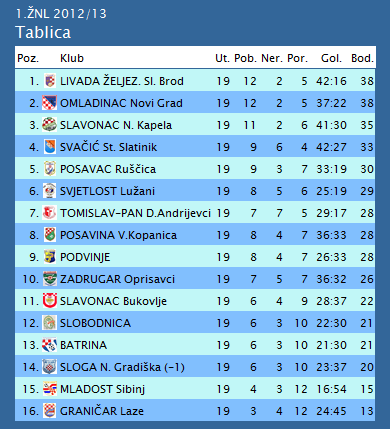 1.ŽNL 2012/13
Tablica
Poz. Klub Ut. Pob. Ner. Por. Gol. Bod.
1. LIVADA ŽELJEZ. Sl. Brod 19 12 2 5 42:16 38
2. OMLADINAC Novi Grad 19 12 2 5 37:22 38
3. SLAVONAC N. Kapela 19 11 2 6 41:30 35
4. SVAČIĆ St. Slatinik 19 9 6 4 42:27 33
5. POSAVAC Ruščica 19 9 3 7 33:19 30
6. SVJETLOST Lužani 19 8 5 6 25:19 29
7. TOMISLAV-PAN D.Andrijevci 19 7 7 5 29:17 28
8. POSAVINA V.Kopanica 19 8 4 7 36:33 28
9. PODVINJE 19 8 4 7 26:33 28
10. ZADRUGAR Oprisavci 19 7 5 7 36:32 26
11. SLAVONAC Bukovlje 19 6 4 9 28:37 22
12. SLOBODNICA 19 6 3 10 22:30 21
13. BATRINA 19 6 3 10 21:30 21
14. SLOGA N. Gradiška (-1) 19 6 3 10 23:37 20
15. MLADOST Sibinj 19 4 3 12 16:54 15
16. GRANIČAR Laze 19 3 4 12 24:45 13